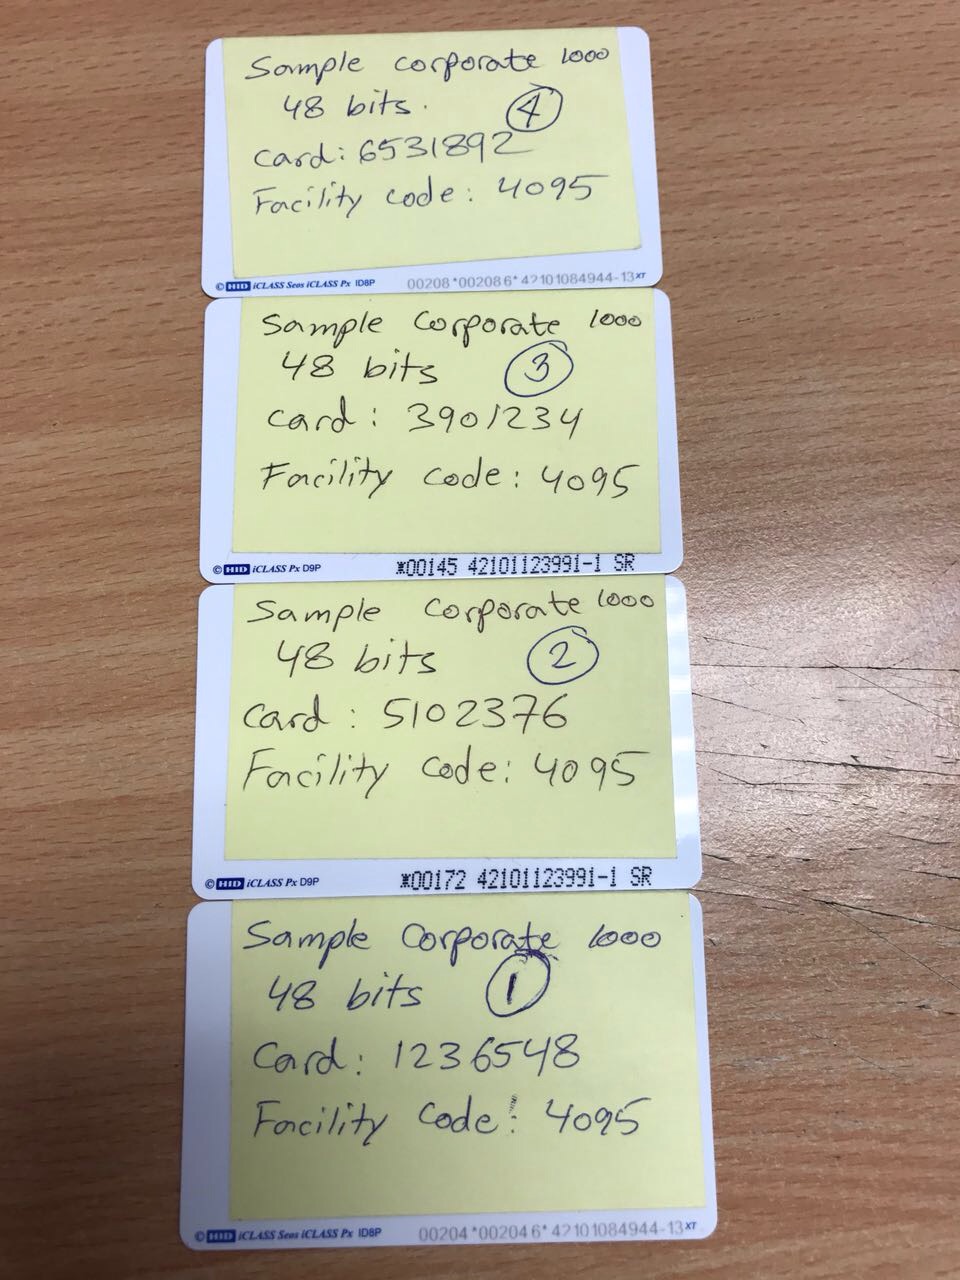 Sample corporate 1000
48 bits. 4
Card: 6531892
Facility code: 4095
© HID iCLASS Seos iCLASS Px ID8P 00208 *00208 6* 42101084944-13 XT
Sample Corporate 1000
48 bits 3
Card: 3901234
Facility code: 4095
© HID iCLASS Px D9P *00145 42101123991-1 SR
Sample Corporate 1000
48 bits 2
Card: 5102376
Facility code: 4095
© HID iCLASS Px D9P *00172 42101123991-1 SR
Sample Corporate 1000
48 bits 1
Card: 1236548
Facility Code: 4095
© HID iCLASS Seos iCLASS Px ID8P 00204 *00204 6* 42101084944-13 XT